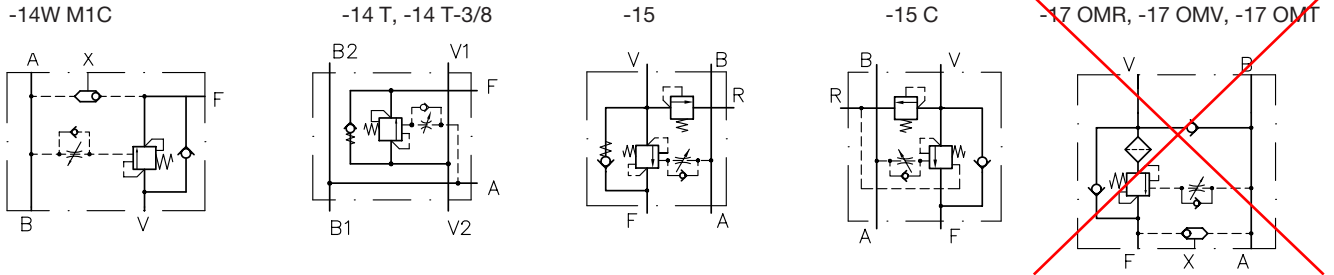 -14W M1C -14 T, -14 T-3/8 -15 -15 C -17 OMR, -17 OMV, -17 OMT
A X B2 V1 V B B V V B
F F R R
A
B V B1 V2 F A A F F X A